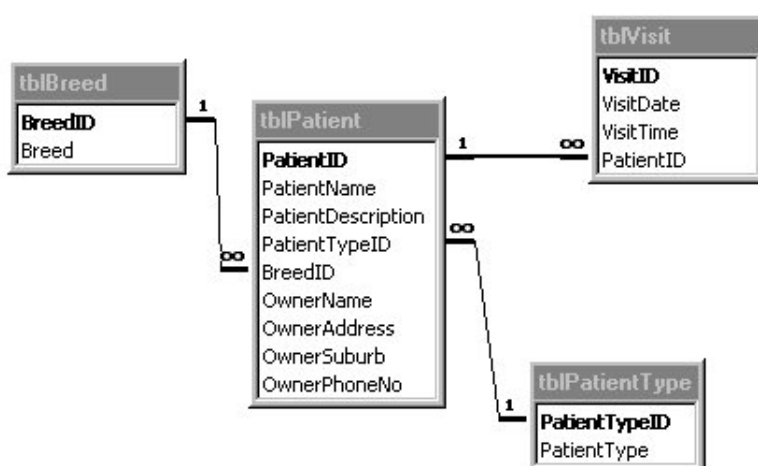 tblBreed
BreedID
Breed
1
∞
tblPatient
PatientID
PatientName
PatientDescription
PatientTypeID
BreedID
OwnerName
OwnerAddress
OwnerSuburb
OwnerPhoneNo
1
∞
∞
1
tblVisit
VisitID
VisitDate
VisitTime
PatientID
tblPatientType
PatientTypeID
PatientType